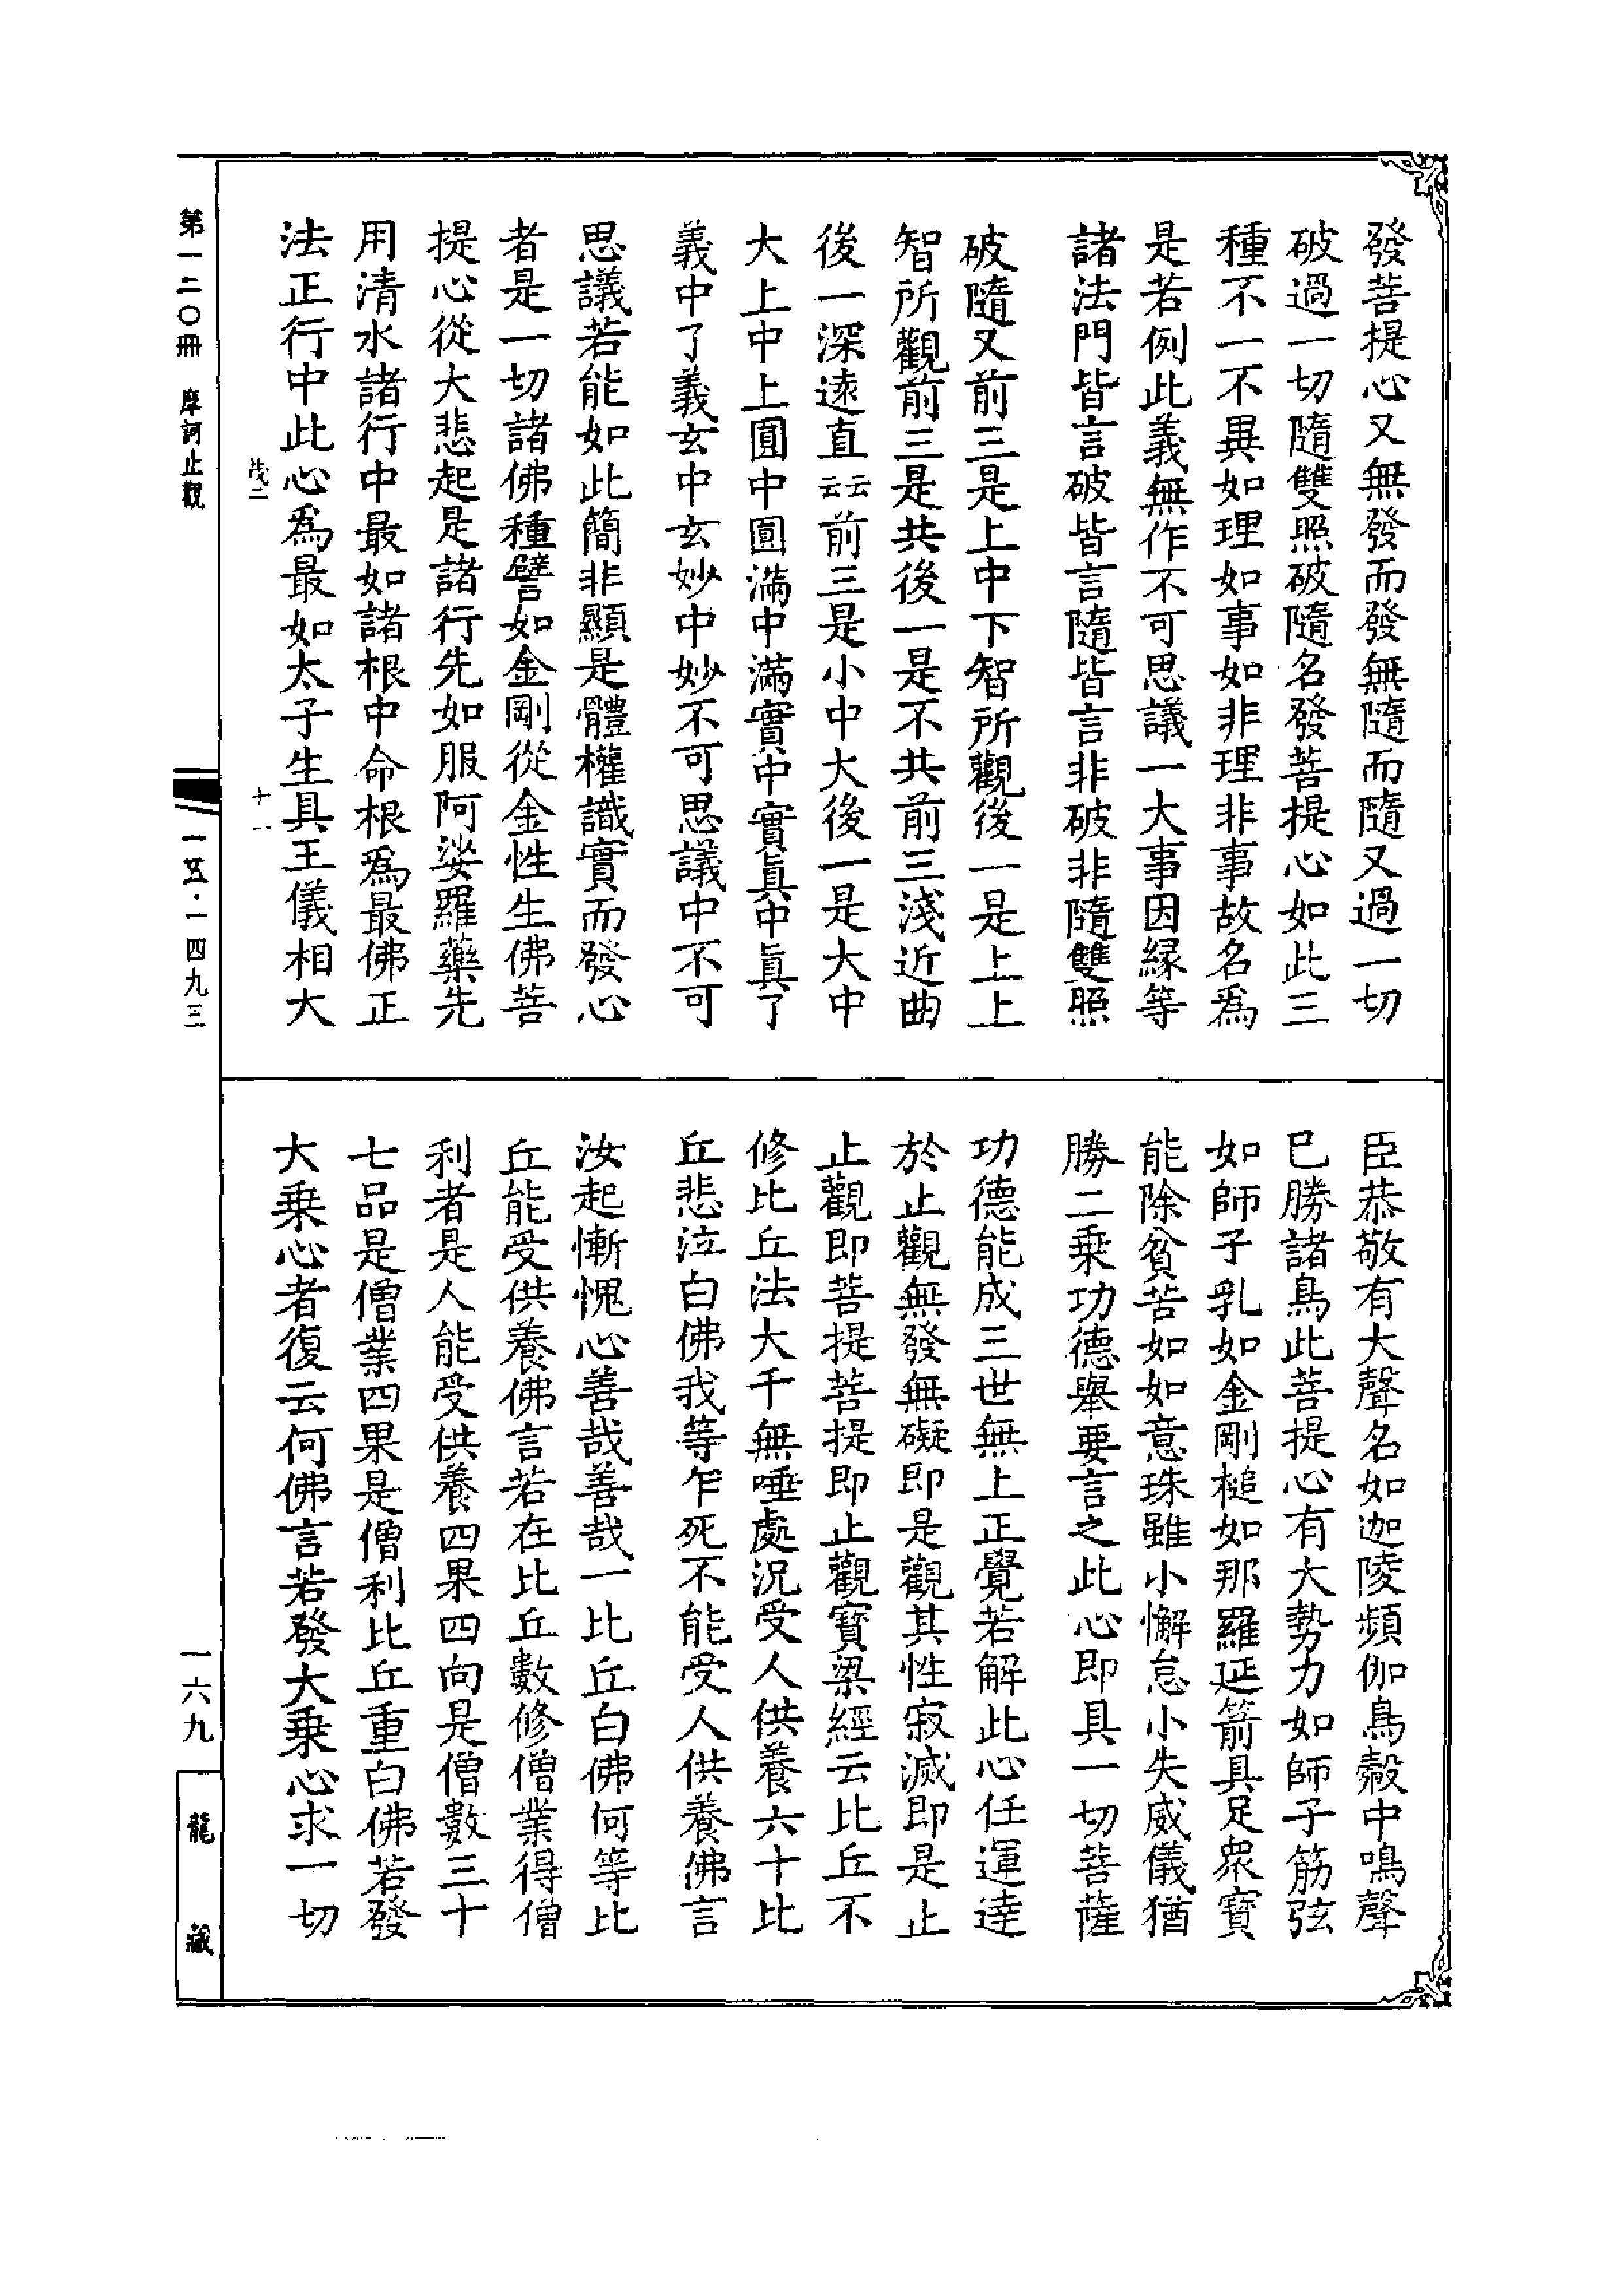 發菩提心又無發而發無隨而隨又過一切
破過一切隨雙照破隨名發菩提心如此三
種不一不異如理如事如非理非事故名爲
是若例此義無作不可思議一大事因緣等
諸法門皆言破皆言隨皆言非破非隨雙照
破隨又前三是上中下智所觀後一是上上
智所觀前三是共後一是不共前三淺近曲
後一深遠直云云前三是小中大後一是大中
大上中上圓中圓滿中滿實中實眞中眞了
義中了義玄中玄妙中妙不可思議中不可
思議若能如此簡非顯是體權識實而發心
者是一切諸佛種譬如金剛從金性生佛菩
提心從大悲起是諸行先如服阿娑羅藥先
用清水諸行中最如諸根中命根爲最佛正
法正行中此心爲最如太子生具王儀相大
茂二
十一
臣恭敬有大聲名如迦陵頻伽鳥㲉中鳴聲
已勝諸鳥此菩提心有大勢力如師子筋弦
如師子乳如金剛槌如那羅延箭具足眾寶
能除貧苦如如意珠雖小懈怠小失威儀猶
勝二乘功德舉要言之此心即具一切菩薩
功德能成三世無上正覺若解此心任運達
於止觀無發無礙即是觀其性寂滅即是止
止觀即菩提菩提即止觀寶梁經云比丘不
修比丘法大千無唾處況受人供養六十比
丘悲泣白佛我等乍死不能受人供養佛言
汝起慚愧心善哉善哉一比丘白佛何等比
丘能受供養佛言若在比丘數修僧業得僧
利者是人能受供養四果四向是僧數三十
七品是僧業四果是僧利比丘重白佛若發
大乘心者復云何佛言若發大乘心求一切
第一二〇冊 摩訶止觀
一五·一四九三
一六九
龍藏